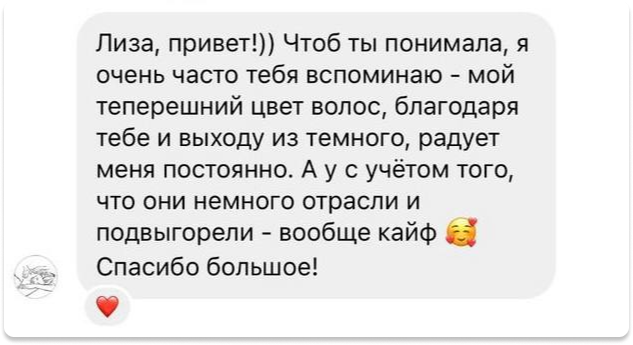 Лиза, привет!)) Чтоб ты понимала, я
очень часто тебя вспоминаю - мой
теперешний цвет волос, благодаря
тебе и выходу из темного, радует
меня постоянно. А у с учётом того,
что они немного отрасли и
подвыгорели - вообще кайф 🥰
Спасибо большое!